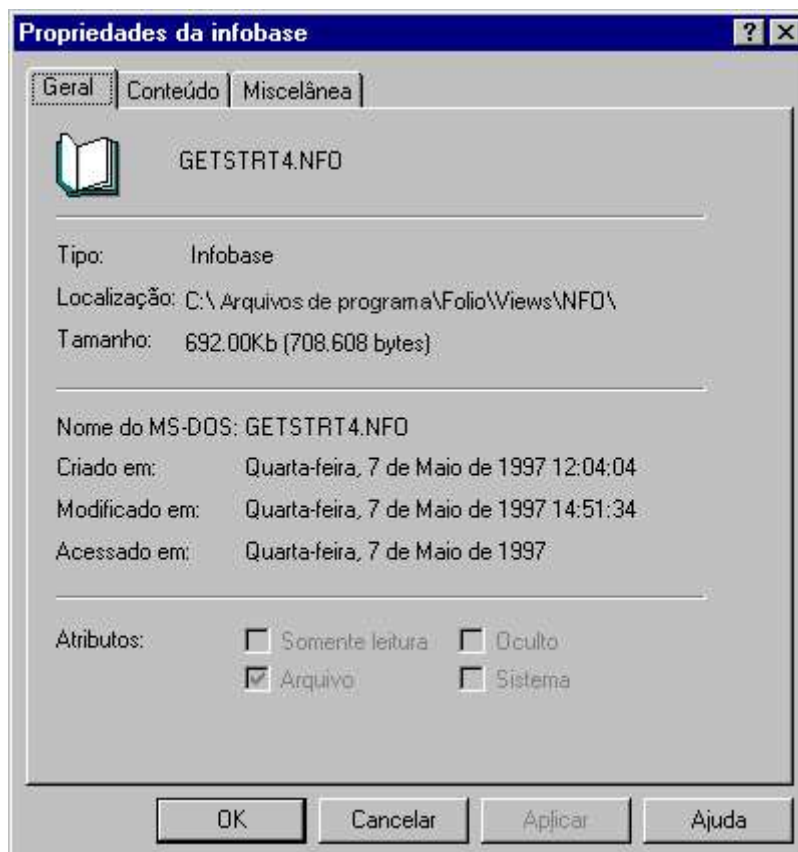 Propriedades da infobase
Geral Conteúdo Miscelânea
GETSTRT4.NFO
Tipo: Infobase
Localização: C:\ Arquivos de programa\Folio\Views\NFO\
Tamanho: 692.00Kb (708.608 bytes)
Nome do MS-DOS: GETSTRT4.NFO
Criado em: Quarta-feira, 7 de Maio de 1997 12:04:04
Modificado em: Quarta-feira, 7 de Maio de 1997 14:51:34
Acessado em: Quarta-feira, 7 de Maio de 1997
Atributos: Somente leitura Oculto
Arquivo Sistema
OK Cancelar Aplicar Ajuda